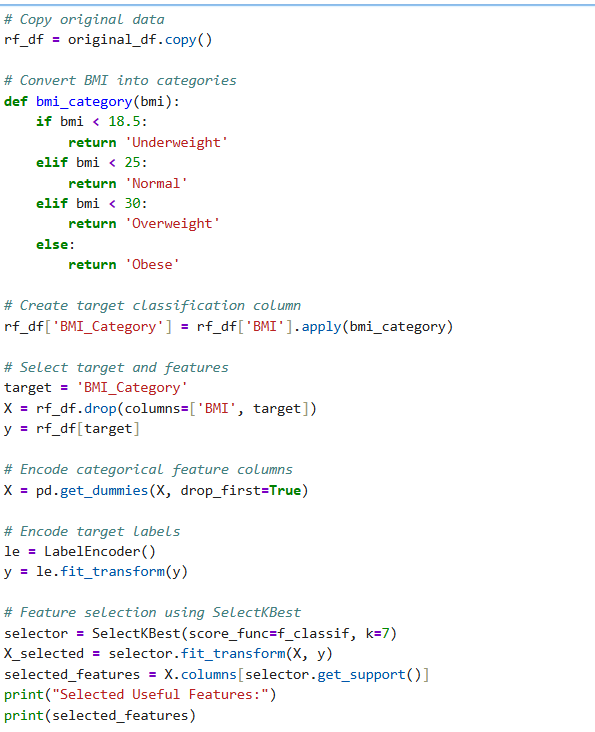 # Copy original data
rf_df = original_df.copy()
# Convert BMI into categories
def bmi_category(bmi):
    if bmi < 18.5:
        return 'Underweight'
    elif bmi < 25:
        return 'Normal'
    elif bmi < 30:
        return 'Overweight'
    else:
        return 'Obese'
# Create target classification column
rf_df['BMI_Category'] = rf_df['BMI'].apply(bmi_category)
# Select target and features
target = 'BMI_Category'
X = rf_df.drop(columns=['BMI', target])
y = rf_df[target]
# Encode categorical feature columns
X = pd.get_dummies(X, drop_first=True)
# Encode target labels
le = LabelEncoder()
y = le.fit_transform(y)
# Feature selection using SelectKBest
selector = SelectKBest(score_func=f_classif, k=7)
X_selected = selector.fit_transform(X, y)
selected_features = X.columns[selector.get_support()]
print("Selected Useful Features:")
print(selected_features)